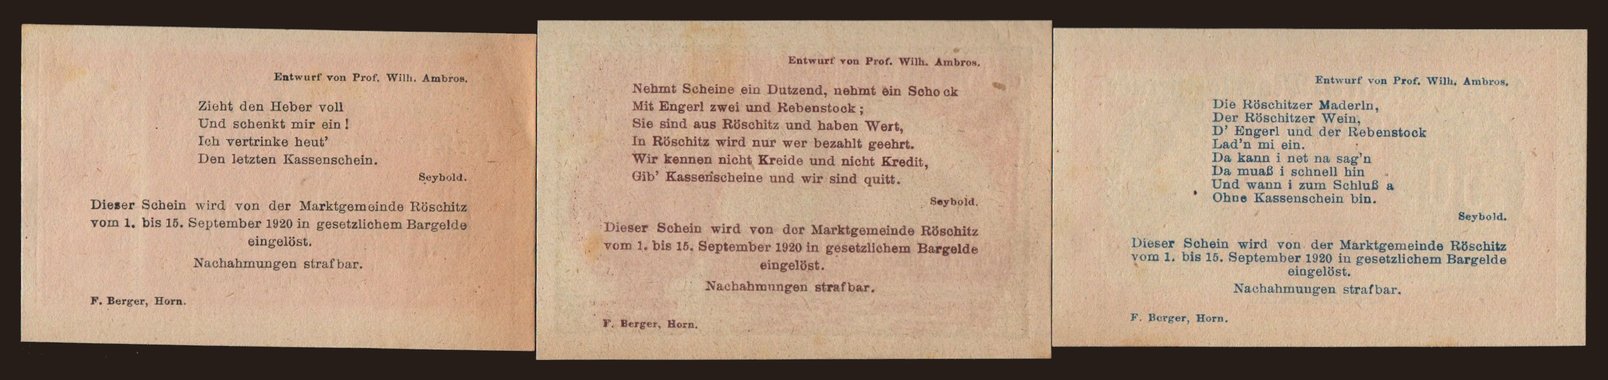 Entwurf von Prof. Wilh. Ambros.
Zieht den Heber voll
Und schenkt mir ein!
Ich vertrinke heut'
Den letzten Kassenschein.
Seybold.
Dieser Schein wird von der Marktgemeinde Röschitz
vom 1. bis 15. September 1920 in gesetzlichem Bargelde
eingelöst.
Nachahmungen strafbar.
F. Berger, Horn.
Entwurf von Prof. Wilh. Ambros.
Nehmt Scheine ein Dutzend, nehmt ein Schock
Mit Engerl zwei und Rebenstock;
Sie sind aus Röschitz und haben Wert,
In Röschitz wird nur wer bezahlt geehrt.
Wir kennen nicht Kreide und nicht Kredit,
Gib' Kassenscheine und wir sind quitt.
Seybold.
Dieser Schein wird von der Marktgemeinde Röschitz
vom 1. bis 15. September 1920 in gesetzlichem Bargelde
eingelöst.
Nachahmungen strafbar.
F. Berger, Horn.
Entwurf von Prof. Wilh. Ambros.
Die Röschitzer Maderln,
Der Röschitzer Wein,
D' Engerl und der Rebenstock
Lad'n mi ein.
Da kann i net na sag'n
Da muaß i schnell hin
Und wann i zum Schluß a
Ohne Kassenschein bin.
Seybold.
Dieser Schein wird von der Marktgemeinde Röschitz
vom 1. bis 15. September 1920 in gesetzlichem Bargelde
eingelöst.
Nachahmungen strafbar.
F. Berger, Horn.